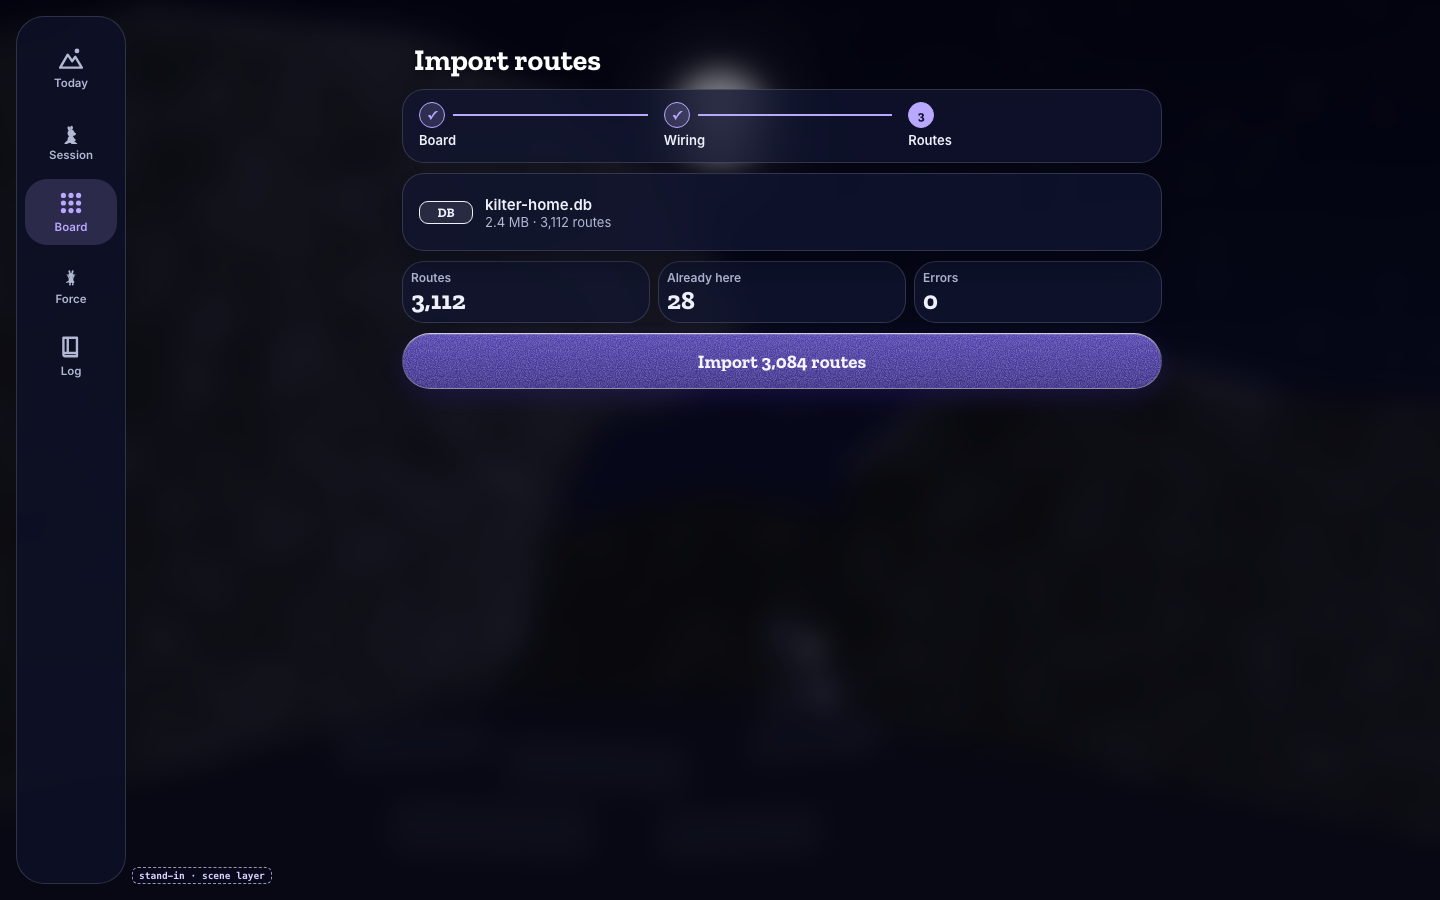 Today
Session
Board
Force
Log
Import routes
✓
✓
3
Board
Wiring
Routes
DB
kilter-home.db
2.4 MB · 3,112 routes
Routes
3,112
Already here
28
Errors
0
Import 3,084 routes
stand-in · scene layer